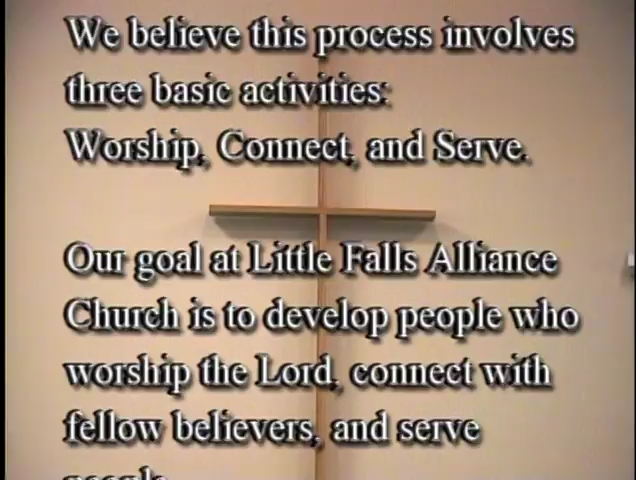 We believe this process involves
three basic activities:
Worship, Connect, and Serve.
Our goal at Little Falls Alliance
Church is to develop people who
worship the Lord, connect with
fellow believers, and serve
people